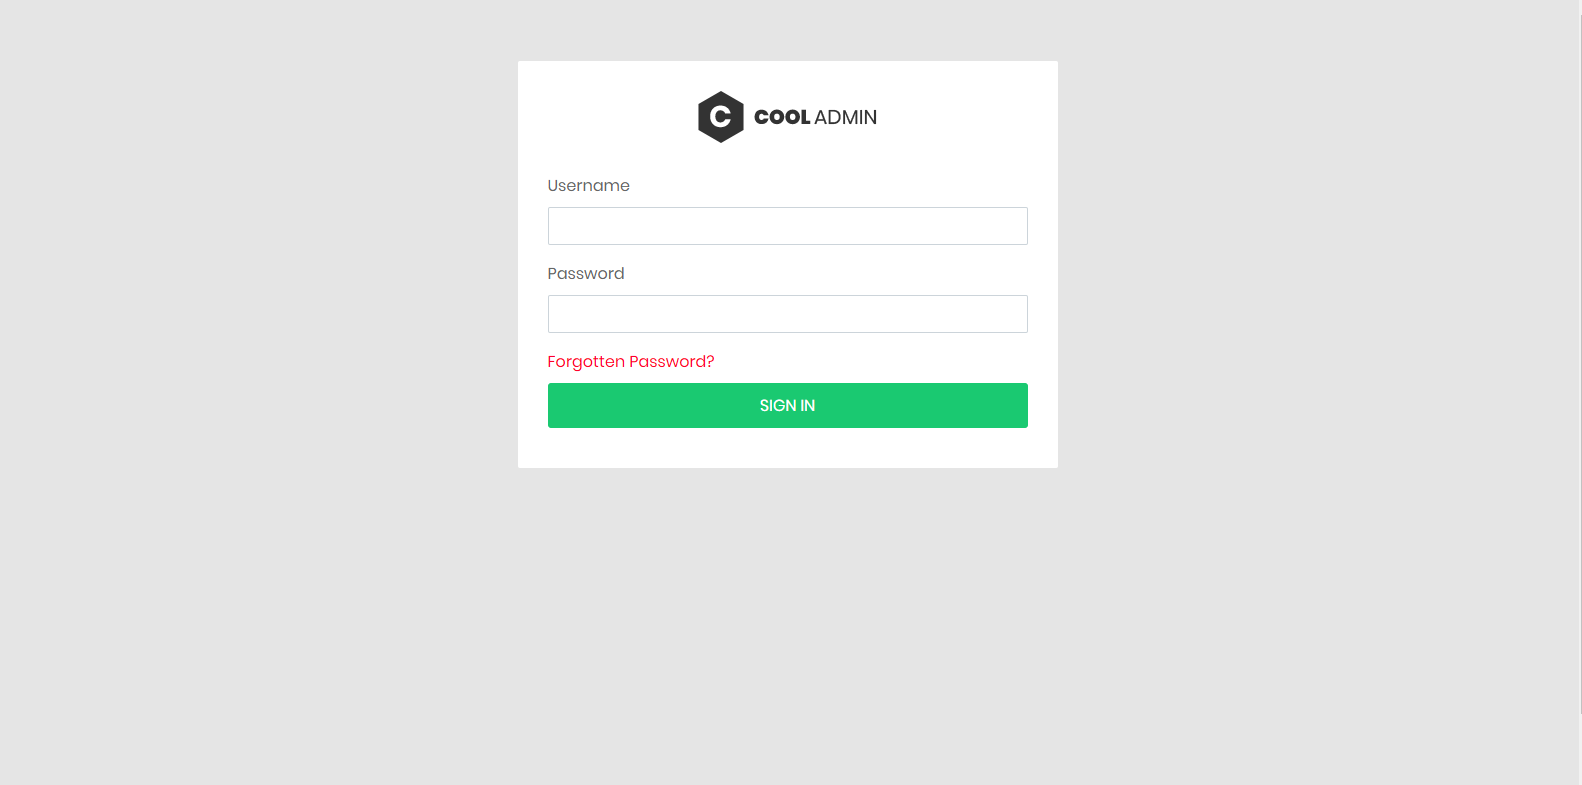 C COOL ADMIN
Username
Password
Forgotten Password?
SIGN IN